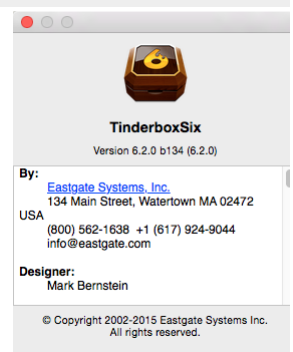 6
TinderboxSix
Version 6.2.0 b134 (6.2.0)
By:
Eastgate Systems, Inc.
134 Main Street, Watertown MA 02472
USA
(800) 562-1638 +1 (617) 924-9044
info@eastgate.com
Designer:
Mark Bernstein
© Copyright 2002-2015 Eastgate Systems Inc.
All rights reserved.